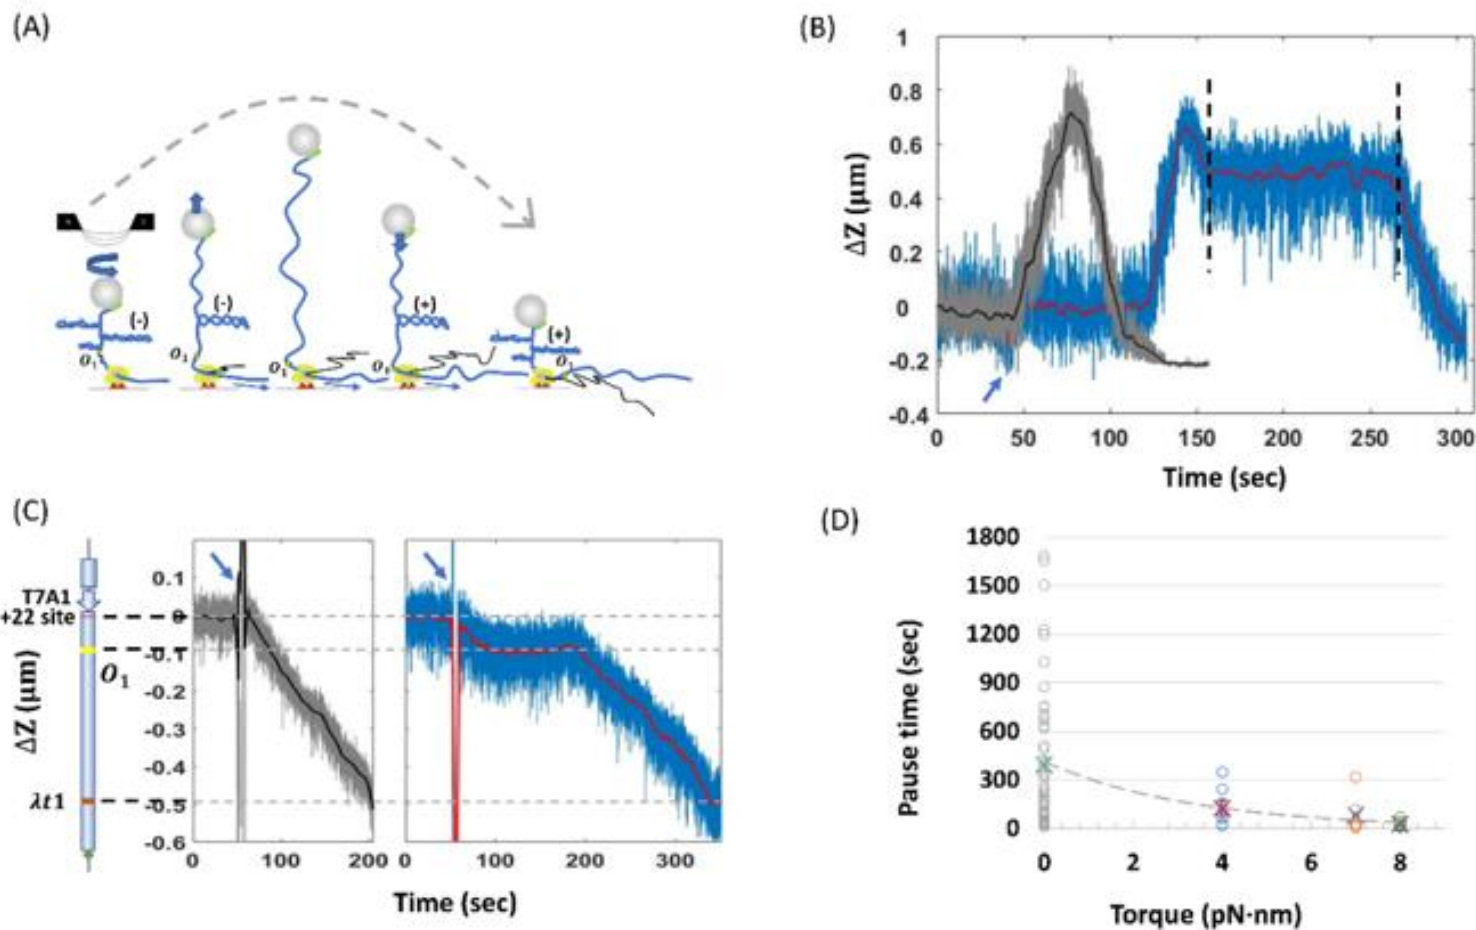 (A)
(-)
(-)
(+)
(+)
O₁
O₁
O₁
O₁
O₁
(B)
ΔZ (μm)
1
0.8
0.6
0.4
0.2
0
-0.2
-0.4
0 50 100 150 200 250 300
Time (sec)
(C)
T7A1
+22 site
O₁
λt1
ΔZ (μm)
0.1
0
-0.1
-0.2
-0.3
-0.4
-0.5
-0.6
0 100 200
0 100 200 300
Time (sec)
(D)
Pause time (sec)
1800
1500
1200
900
600
300
0
0 2 4 6 8
Torque (pN·nm)